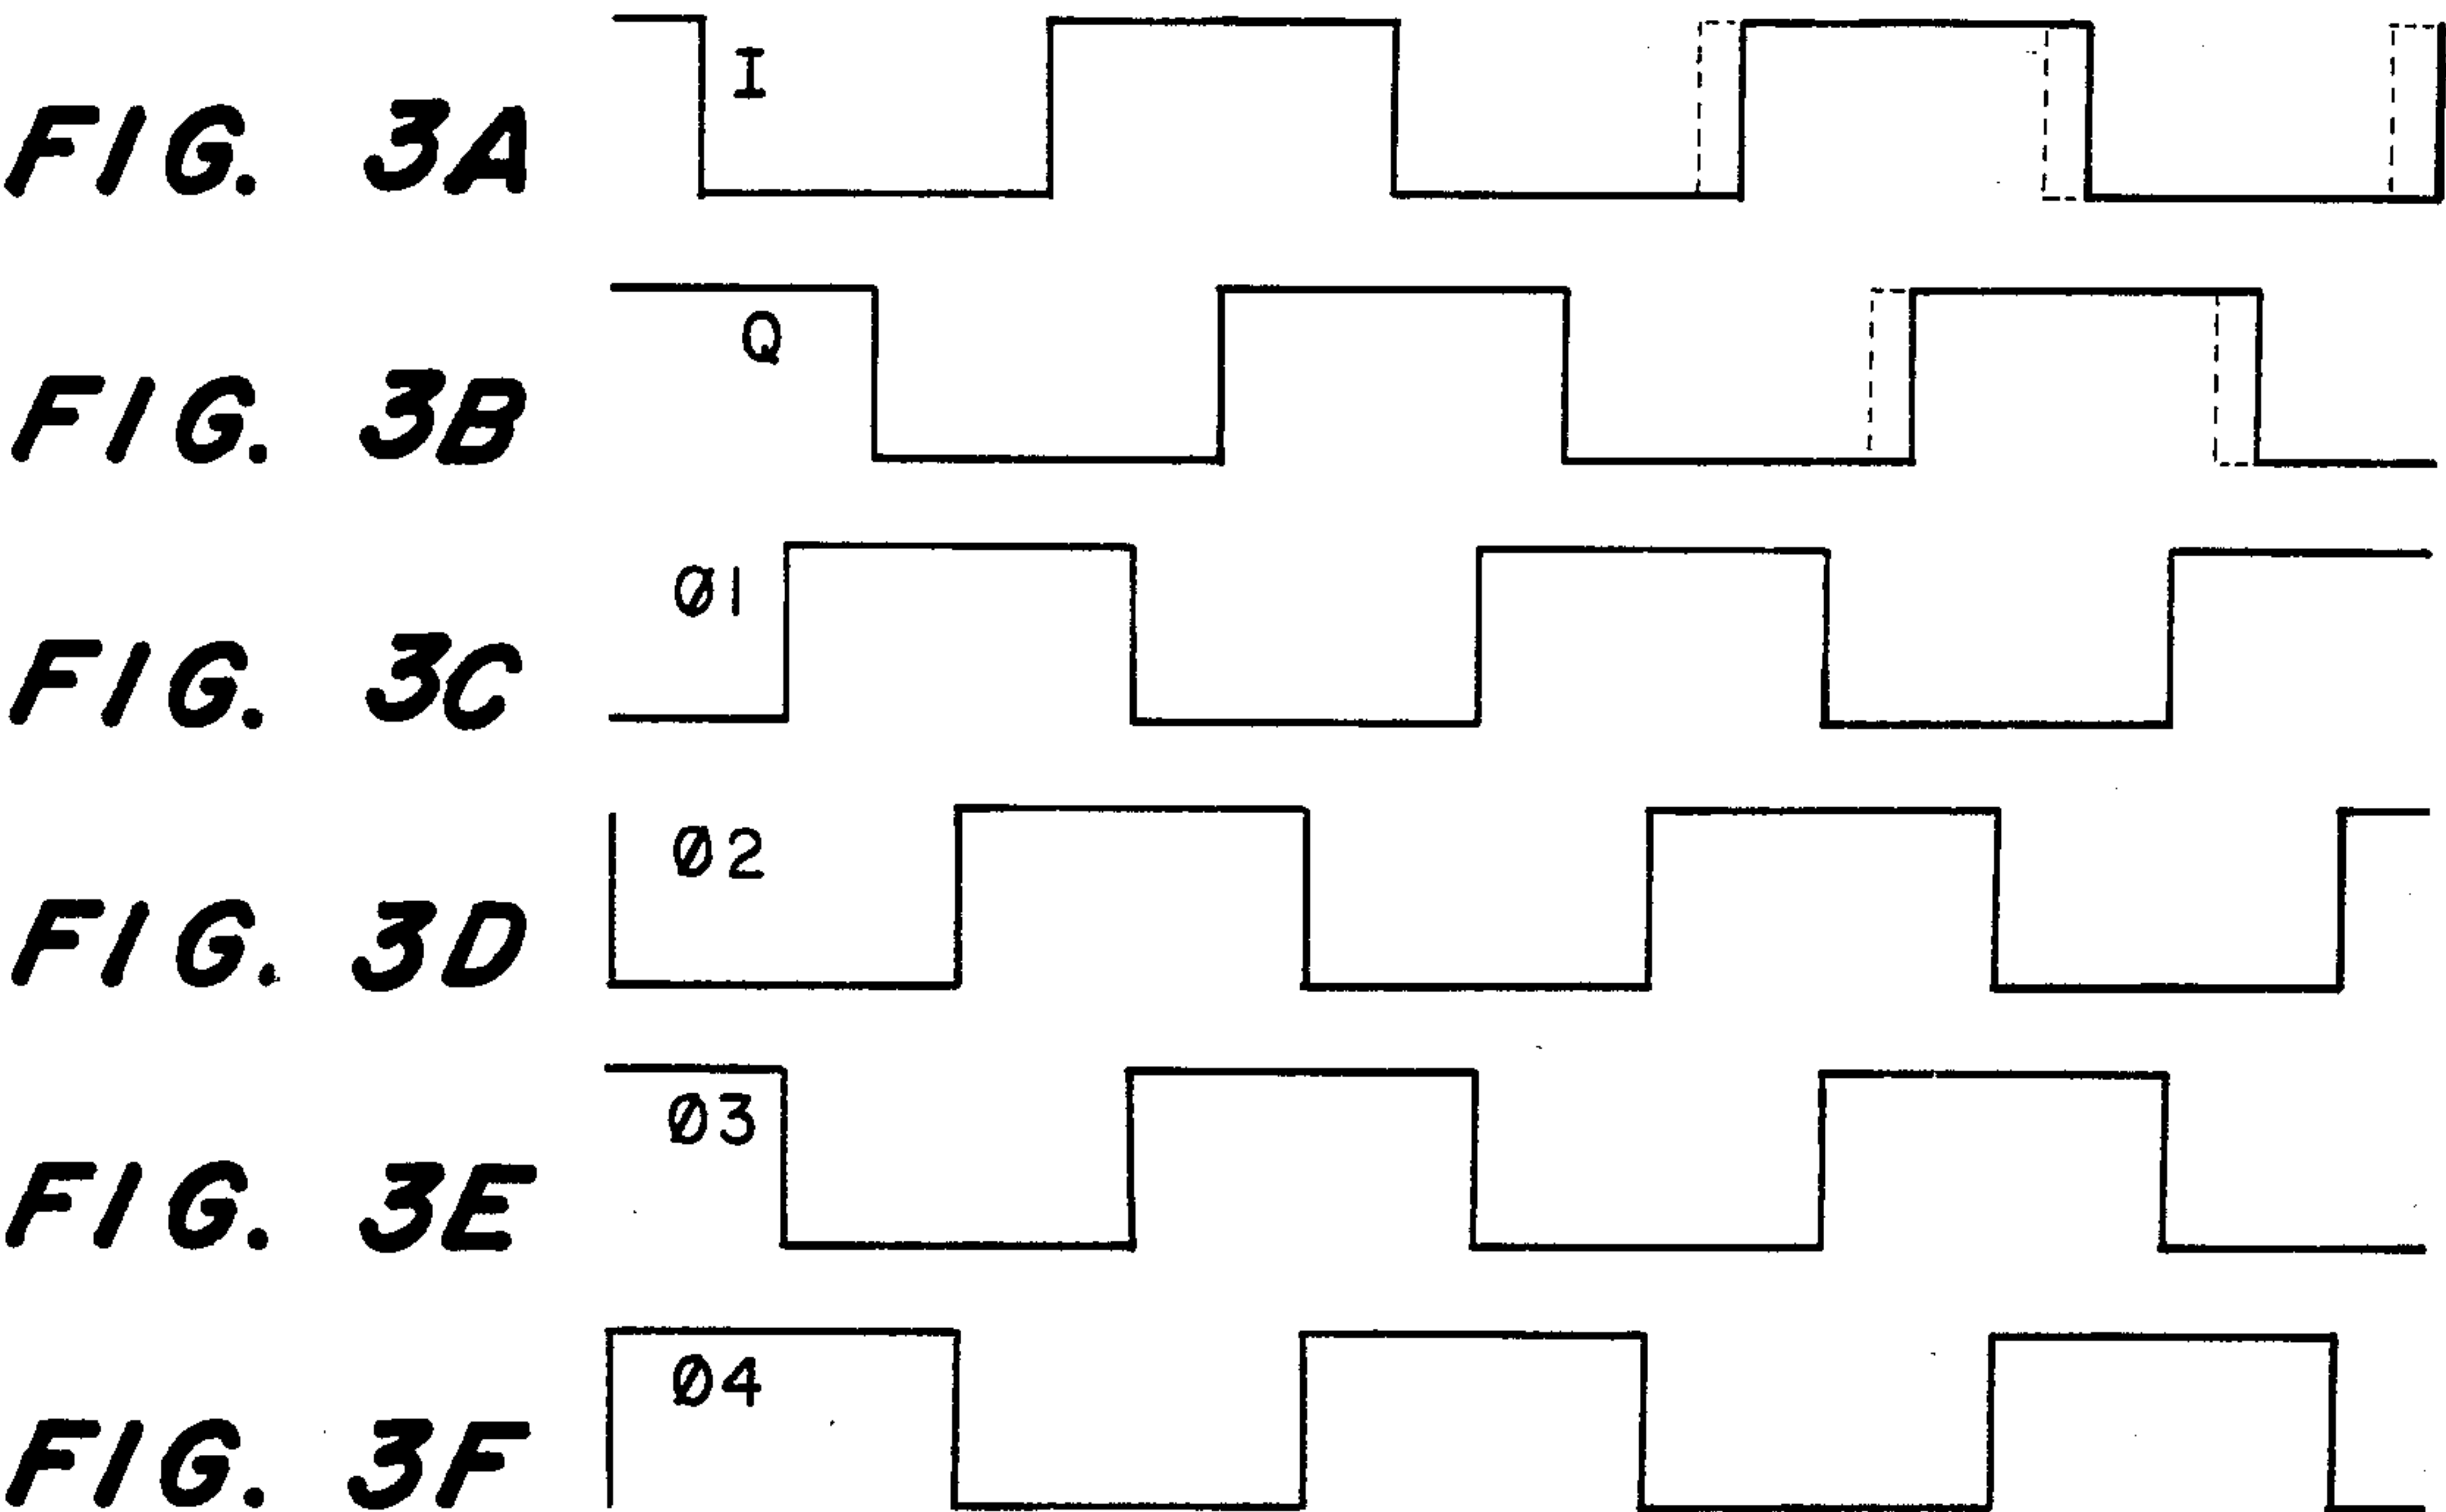 FIG. 3A
I
FIG. 3B
Q
FIG. 3C
Ø1
FIG. 3D
Ø2
FIG. 3E
Ø3
FIG. 3F
Ø4